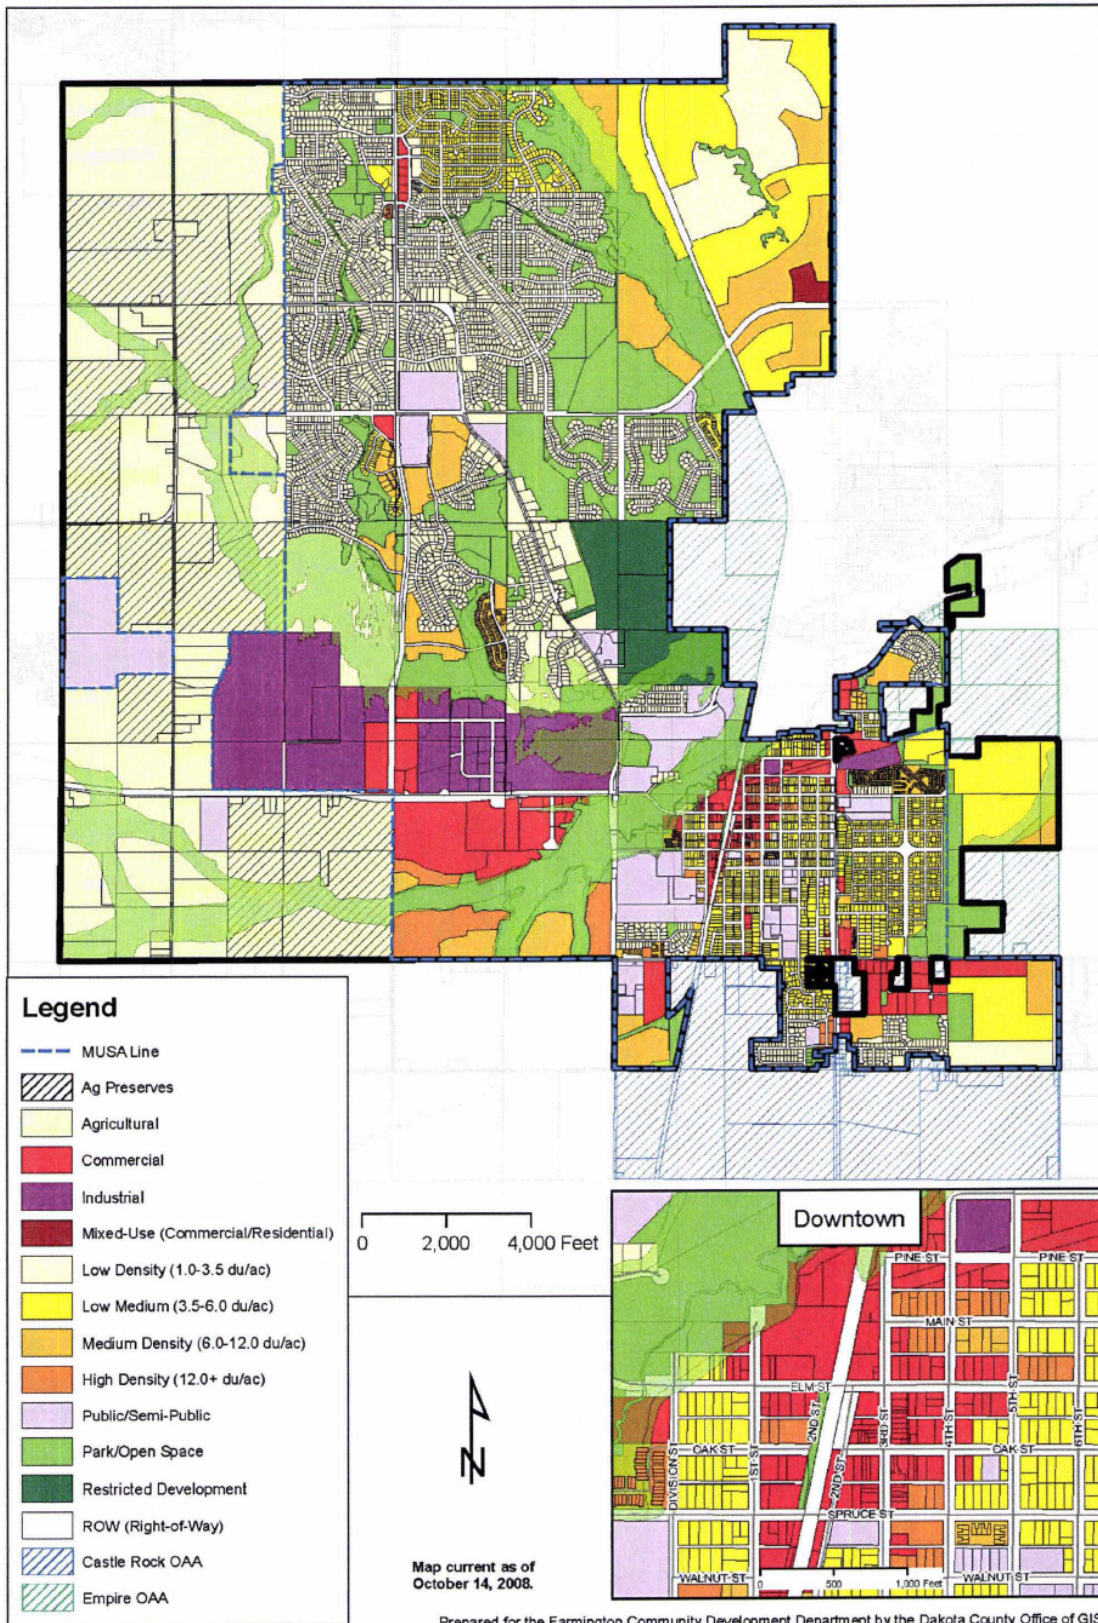 Legend
MUSA Line
Ag Preserves
Agricultural
Commercial
Industrial
Mixed-Use (Commercial/Residential)
Low Density (1.0-3.5 du/ac)
Low Medium (3.5-6.0 du/ac)
Medium Density (6.0-12.0 du/ac)
High Density (12.0+ du/ac)
Public/Semi-Public
Park/Open Space
Restricted Development
ROW (Right-of-Way)
Castle Rock OAA
Empire OAA
0 2,000 4,000 Feet
N
Map current as of
October 14, 2008.
Downtown
PINE ST PINE ST
MAIN ST
ELM ST
5TH ST
2ND ST
3RD ST
4TH ST
6TH ST
DIVISION ST
OAK ST
1ST ST
2ND ST
OAK ST
SPRUCE ST
WALNUT ST
WALNUT ST
0 500 1,000 Feet
Prepared for the Farmington Community Development Department by the Dakota County Office of GIS